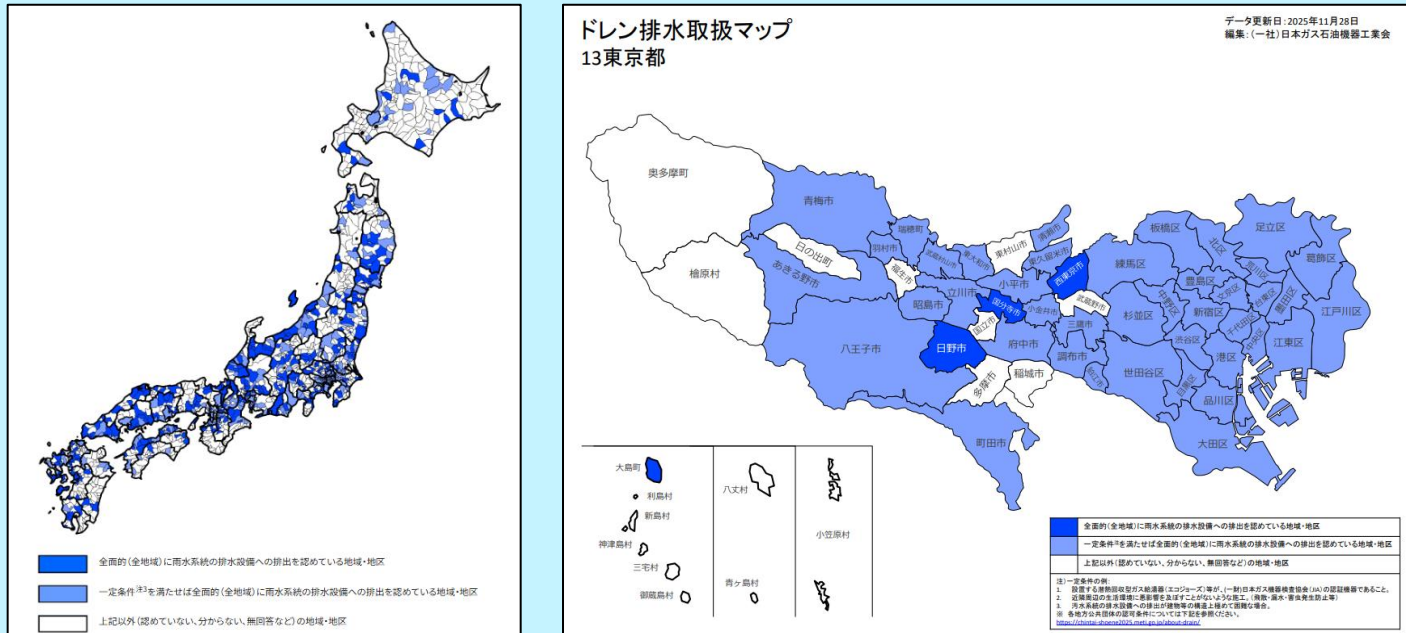 全面的(全地域)に雨水系統の排水設備への排出を認めている地域・地区
一定条件注3を満たせば全面的(全地域)に雨水系統の排水設備への排出を認めている地域・地区
上記以外(認めていない、分からない、無回答など)の地域・地区
ドレン排水取扱マップ
13東京都
データ更新日:2025年11月28日
編集:(一社)日本ガス石油機器工業会
奥多摩町
青梅市
日の出町
檜原村
あきる野市
瑞穂町
羽村市
福生市
武蔵村山市
東大和市
東村山市
清瀬市
東久留米市
西東京市
小平市
立川市
昭島市
国分寺市
小金井市
武蔵野市
国立市
日野市
八王子市
府中市
三鷹市
調布市
狛江市
稲城市
多摩市
町田市
板橋区
北区
足立区
葛飾区
練馬区
豊島区
荒川区
文京区
台東区
墨田区
江戸川区
中野区
杉並区
新宿区
千代田区
中央区
江東区
渋谷区
港区
世田谷区
目黒区
品川区
大田区
大島町
利島村
新島村
神津島村
三宅村
御蔵島村
八丈村
青ヶ島村
小笠原村
全面的(全地域)に雨水系統の排水設備への排出を認めている地域・地区
一定条件注)を満たせば全面的(全地域)に雨水系統の排水設備への排出を認めている地域・地区
上記以外(認めていない、分からない、無回答など)の地域・地区
注)一定条件の例:
1. 設置する潜熱回収型ガス給湯器(エコジョーズ)等が、(一財)日本ガス機器検査協会(JIA)の認証機器であること。
2. 近隣周辺の生活環境に悪影響を及ぼすことがないような施工。(飛散・漏水・害虫発生防止等)
3. 汚水系統の排水設備への排出が建物等の構造上極めて困難な場合。
※ 各地方公共団体の認可条件については下記を参照ください。
https://chintai-shoene2025.meti.go.jp/about-drain/